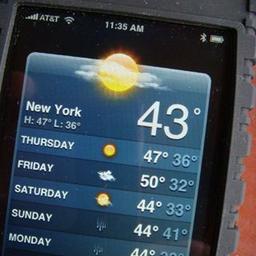 AT&T 11:35 AM
New York 43°
H: 47° L: 36°
THURSDAY 47° 36°
FRIDAY 50° 32°
SATURDAY 44° 33°
SUNDAY 44° 41°
MONDAY 44°